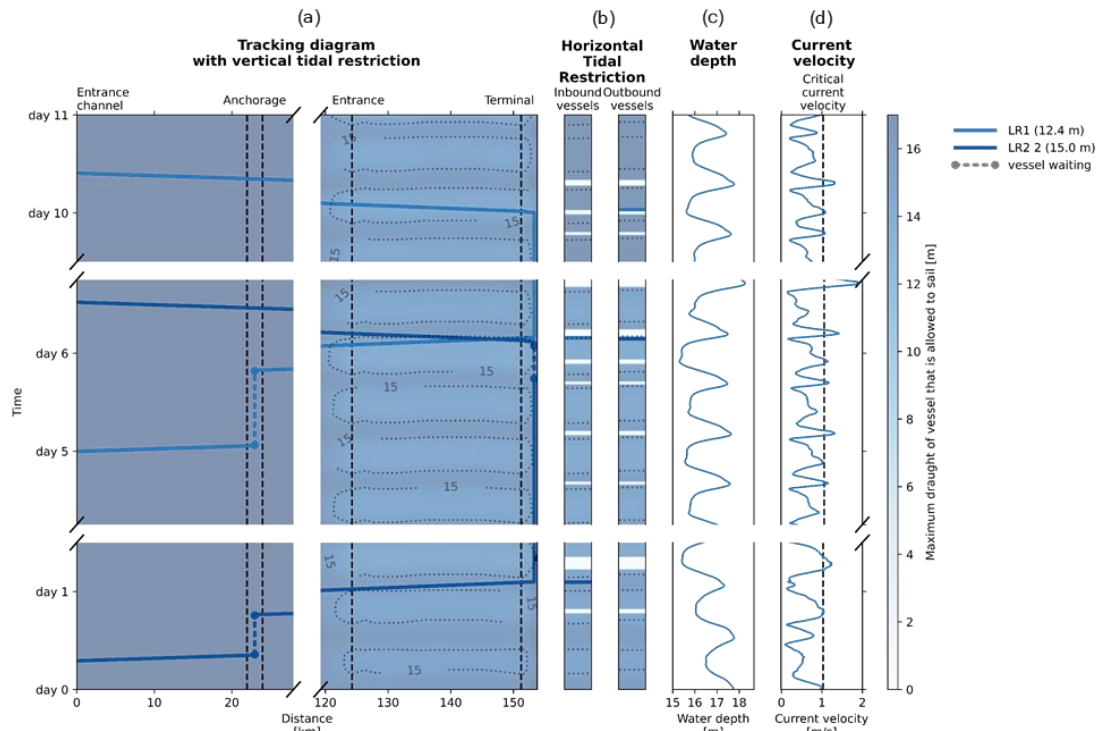 (a)
(b)
(c)
(d)
Tracking diagram
with vertical tidal restriction
Horizontal
Tidal
Restriction
Water
depth
Current
velocity
Critical
current
velocity
Entrance
channel
Anchorage
Entrance
Terminal
Inbound
vessels
Outbound
vessels
day 11
day 10
day 6
day 5
day 1
day 0
Time
15
15
15
15
15
15
15
15
15
15
15
0
10
20
120
130
140
150
Distance
[km]
15
16
17
18
Water depth
[m]
0
1
2
Current velocity
[m/s]
16
14
12
10
8
6
4
2
0
Maximum draught of vessel that is allowed to sail [m]
LR1 (12.4 m)
LR2 2 (15.0 m)
vessel waiting